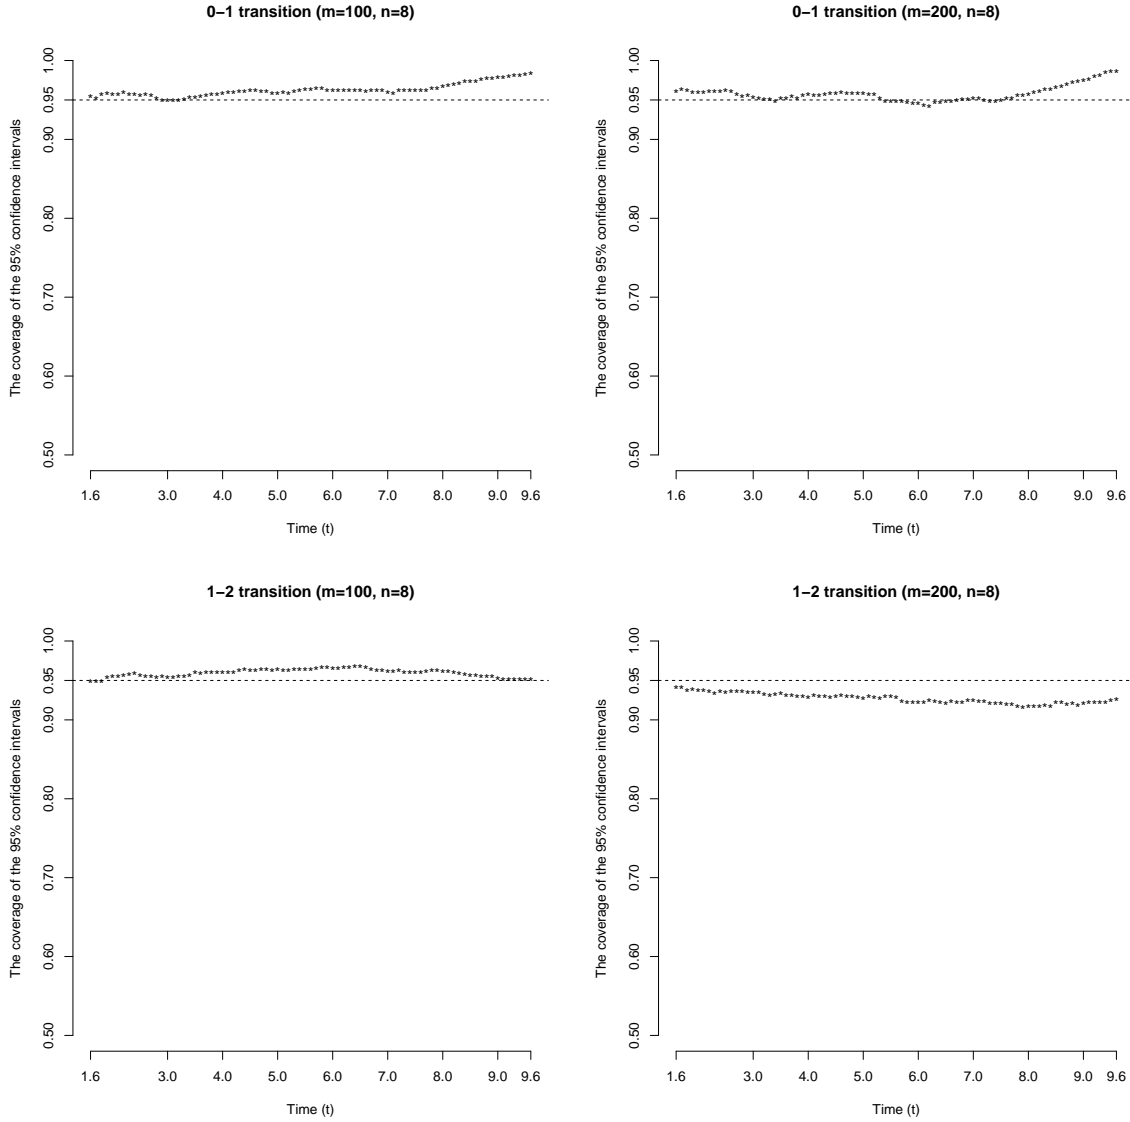 0−1 transition (m=100, n=8)
The coverage of the 95% confidence intervals
1.00
0.95
0.90
0.80
0.70
0.60
0.50
1.6 3.0 4.0 5.0 6.0 7.0 8.0 9.0 9.6
Time (t)
0−1 transition (m=200, n=8)
The coverage of the 95% confidence intervals
1.00
0.95
0.90
0.80
0.70
0.60
0.50
1.6 3.0 4.0 5.0 6.0 7.0 8.0 9.0 9.6
Time (t)
1−2 transition (m=100, n=8)
The coverage of the 95% confidence intervals
1.00
0.95
0.90
0.80
0.70
0.60
0.50
1.6 3.0 4.0 5.0 6.0 7.0 8.0 9.0 9.6
Time (t)
1−2 transition (m=200, n=8)
The coverage of the 95% confidence intervals
1.00
0.95
0.90
0.80
0.70
0.60
0.50
1.6 3.0 4.0 5.0 6.0 7.0 8.0 9.0 9.6
Time (t)